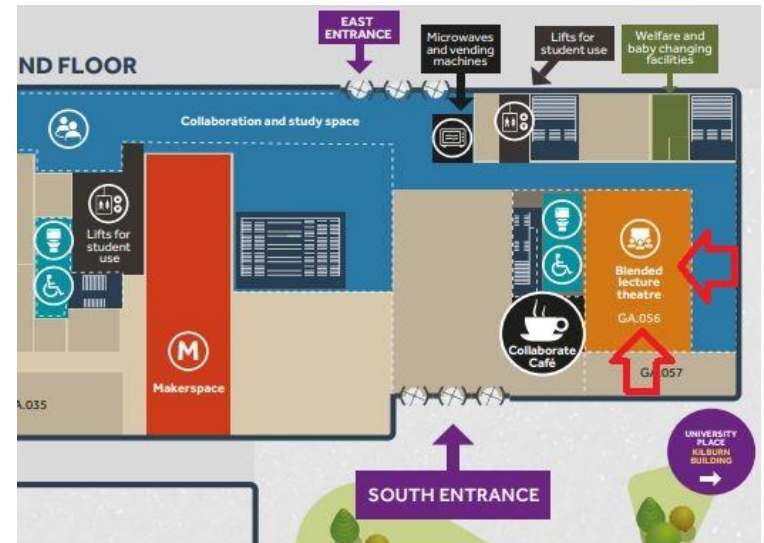 EAST
ENTRANCE
Microwaves
and vending
machines
Lifts for
student use
Welfare and
baby changing
facilities
ND FLOOR
Collaboration and study space
Lifts for
student
use
Blended
lecture
theatre
GA.056
M
Makerspace
Collaborate
Café
GA.057
A.035
UNIVERSITY
PLACE
KILBURN
BUILDING
SOUTH ENTRANCE